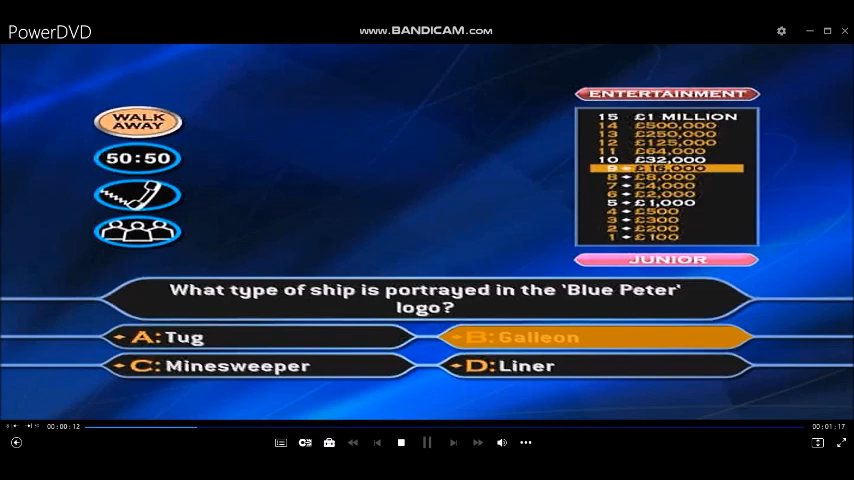 PowerDVD
www.BANDICAM.com
WALK
AWAY
50:50
ENTERTAINMENT
15 £1 MILLION
14 £500,000
13 £250,000
12 £125,000
11 £64,000
10 £32,000
9 £16,000
8 £8,000
7 £4,000
6 £2,000
5 £1,000
4 £500
3 £300
2 £200
1 £100
JUNIOR
What type of ship is portrayed in the 'Blue Peter'
logo?
A: Tug
B: Galleon
C: Minesweeper
D: Liner
00:00:12
00:01:17